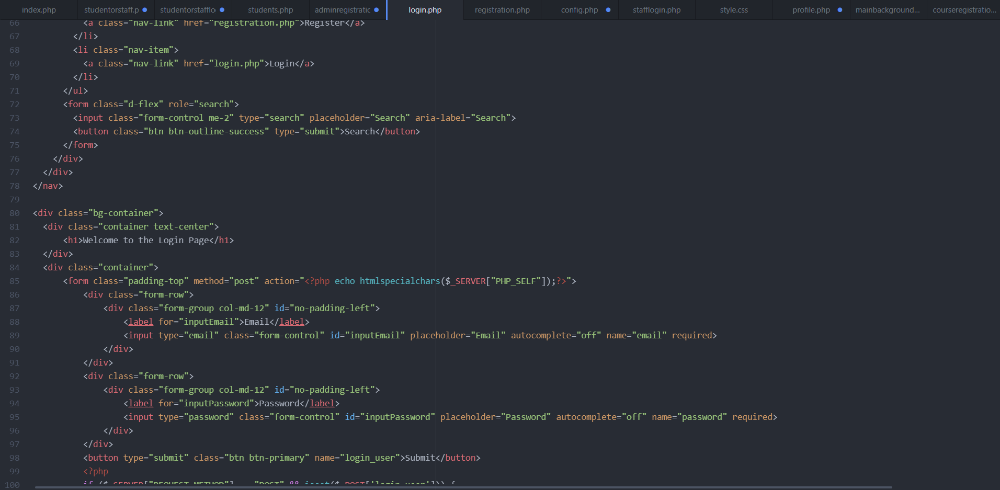 index.php studentorstaff.p studentorstafflo students.php adminregistratic login.php registration.php config.php stafflogin.php style.css profile.php mainbackground... courseregistratio...
66 <a class="nav-link" href="registration.php">Register</a>
67 </li>
68 <li class="nav-item">
69 <a class="nav-link" href="login.php">Login</a>
70 </li>
71 </ul>
72 <form class="d-flex" role="search">
73 <input class="form-control me-2" type="search" placeholder="Search" aria-label="Search">
74 <button class="btn btn-outline-success" type="submit">Search</button>
75 </form>
76 </div>
77 </div>
78 </nav>
79
80 <div class="bg-container">
81 <div class="container text-center">
82 <h1>Welcome to the Login Page</h1>
83 </div>
84 <div class="container">
85 <form class="padding-top" method="post" action="<?php echo htmlspecialchars($_SERVER["PHP_SELF"]);?>">
86 <div class="form-row">
87 <div class="form-group col-md-12" id="no-padding-left">
88 <label for="inputEmail">Email</label>
89 <input type="email" class="form-control" id="inputEmail" placeholder="Email" autocomplete="off" name="email" required>
90 </div>
91 </div>
92 <div class="form-row">
93 <div class="form-group col-md-12" id="no-padding-left">
94 <label for="inputPassword">Password</label>
95 <input type="password" class="form-control" id="inputPassword" placeholder="Password" autocomplete="off" name="password" required>
96 </div>
97 </div>
98 <button type="submit" class="btn btn-primary" name="login_user">Submit</button>
99 <?php
100 if ($_SERVER["REQUEST_METHOD"] == "POST" && isset($_POST['login_user'])) {